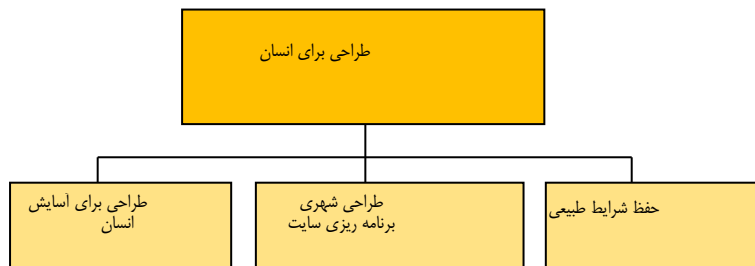 طراحی برای انسان
حفظ شرایط طبیعی
طراحی شهری
برنامه ریزی سایت
طراحی برای آسایش
انسان